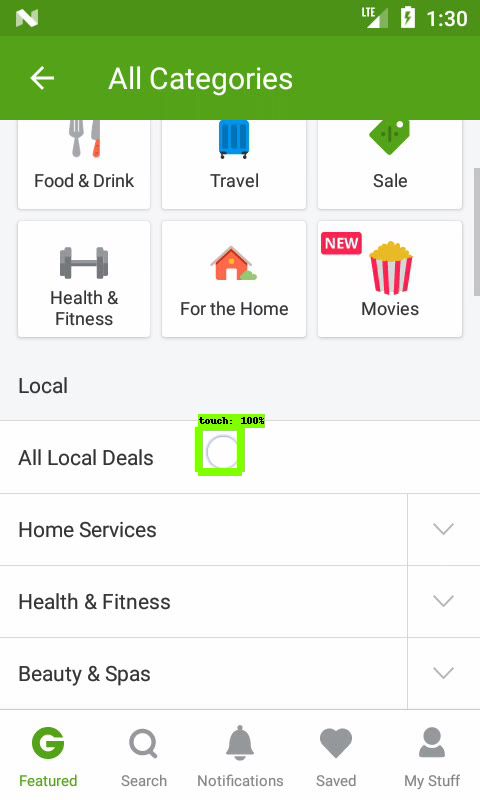 LTE 1:30
All Categories
Food & Drink
Travel
Sale
NEW
Health &
Fitness
For the Home
Movies
Local
touch: 100%
All Local Deals
Home Services
Health & Fitness
Beauty & Spas
G
Featured
Search
Notifications
Saved
My Stuff